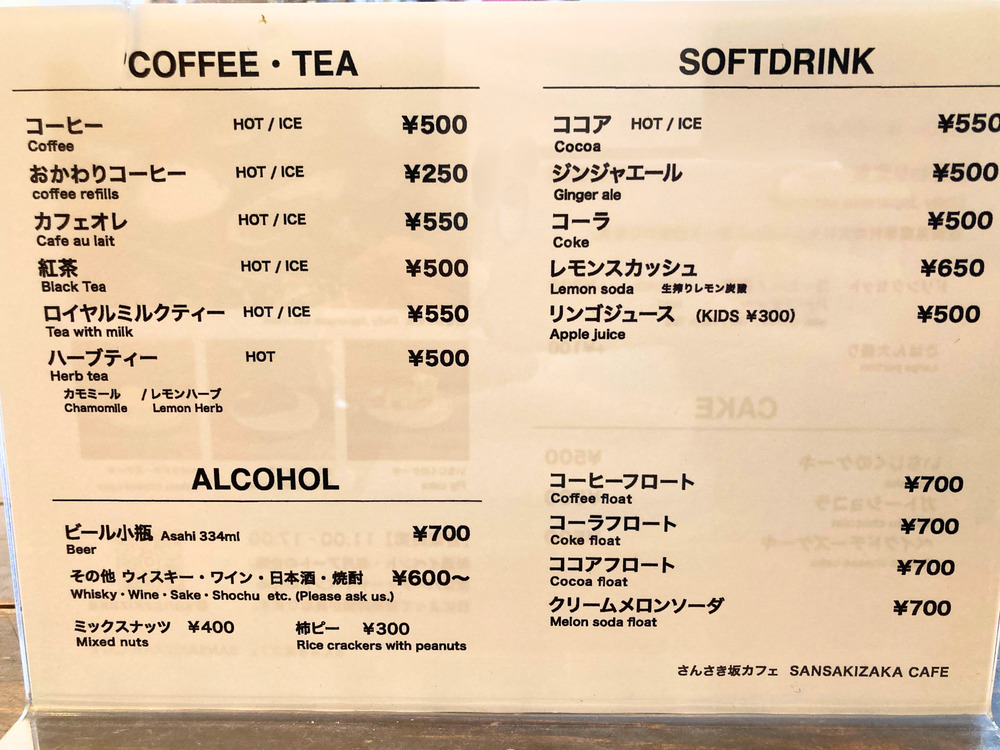 COFFEE・TEA
コーヒー HOT / ICE ¥500
Coffee
おかわりコーヒー HOT / ICE ¥250
coffee refills
カフェオレ HOT / ICE ¥550
Cafe au lait
紅茶 HOT / ICE ¥500
Black Tea
ロイヤルミルクティー HOT / ICE ¥550
Tea with milk
ハーブティー HOT ¥500
Herb tea
カモミール / レモンハーブ
Chamomile Lemon Herb
ALCOHOL
ビール小瓶 Asahi 334ml ¥700
Beer
その他 ウィスキー・ワイン・日本酒・焼酎 ¥600〜
Whisky・Wine・Sake・Shochu etc. (Please ask us.)
ミックスナッツ ¥400 柿ピー ¥300
Mixed nuts Rice crackers with peanuts
SOFTDRINK
ココア HOT / ICE ¥550
Cocoa
ジンジャエール ¥500
Ginger ale
コーラ ¥500
Coke
レモンスカッシュ ¥650
Lemon soda 生搾りレモン炭酸
リンゴジュース （KIDS ¥300） ¥500
Apple juice
コーヒーフロート ¥700
Coffee float
コーラフロート ¥700
Coke float
ココアフロート ¥700
Cocoa float
クリームメロンソーダ ¥700
Melon soda float
さんさき坂カフェ SANSAKIZAKA CAFE